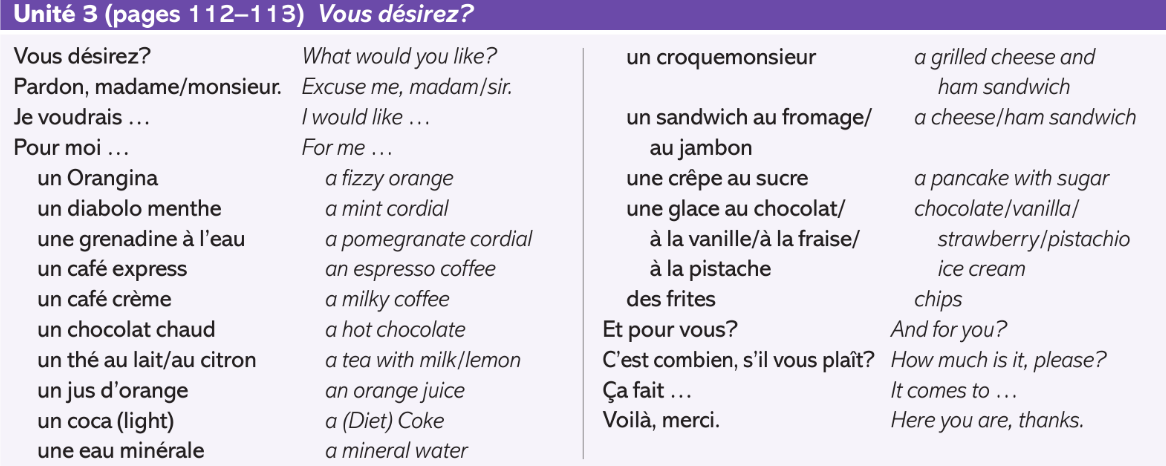 Unité 3 (pages 112–113) Vous désirez?
Vous désirez? What would you like?
Pardon, madame/monsieur. Excuse me, madam/sir.
Je voudrais … I would like …
Pour moi … For me …
un Orangina a fizzy orange
un diabolo menthe a mint cordial
une grenadine à l’eau a pomegranate cordial
un café express an espresso coffee
un café crème a milky coffee
un chocolat chaud a hot chocolate
un thé au lait/au citron a tea with milk/lemon
un jus d’orange an orange juice
un coca (light) a (Diet) Coke
une eau minérale a mineral water
un croquemonsieur a grilled cheese and
ham sandwich
un sandwich au fromage/ a cheese/ham sandwich
au jambon
une crêpe au sucre a pancake with sugar
une glace au chocolat/ chocolate/vanilla/
à la vanille/à la fraise/ strawberry/pistachio
à la pistache ice cream
des frites chips
Et pour vous? And for you?
C’est combien, s’il vous plaît? How much is it, please?
Ça fait … It comes to …
Voilà, merci. Here you are, thanks.